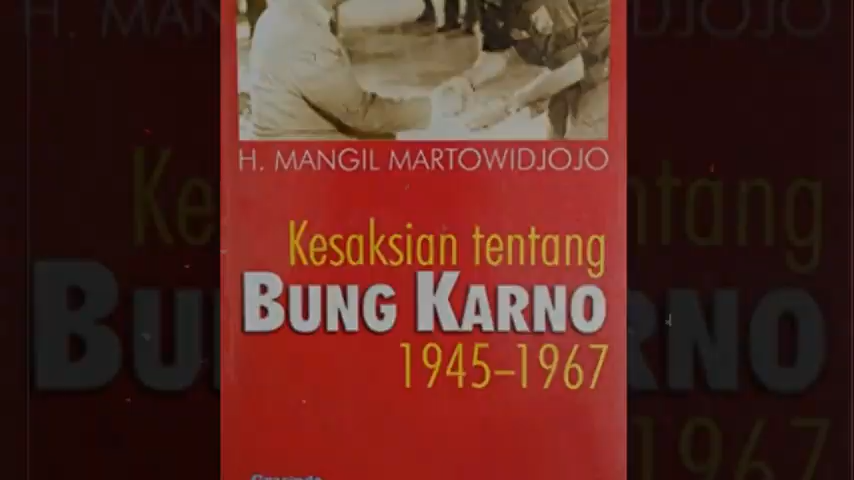 H. MANGIL MARTOWIDJOJO
Kesaksian tentang
BUNG KARNO
1945–1967